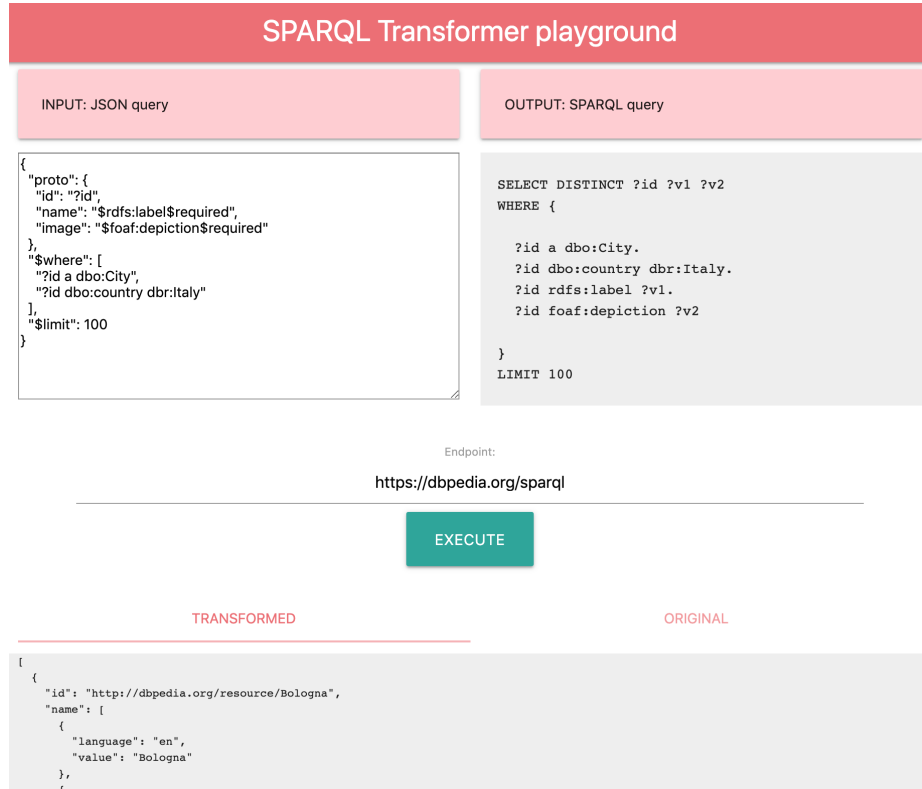 SPARQL Transformer playground
INPUT: JSON query
OUTPUT: SPARQL query
{
"proto": {
"id": "?id",
"name": "$rdfs:label$required",
"image": "$foaf:depiction$required"
},
"$where": [
"?id a dbo:City",
"?id dbo:country dbr:Italy"
],
"$limit": 100
}
SELECT DISTINCT ?id ?v1 ?v2
WHERE {
?id a dbo:City.
?id dbo:country dbr:Italy.
?id rdfs:label ?v1.
?id foaf:depiction ?v2
}
LIMIT 100
Endpoint:
https://dbpedia.org/sparql
EXECUTE
TRANSFORMED
ORIGINAL
[
{
"id": "http://dbpedia.org/resource/Bologna",
"name": [
{
"language": "en",
"value": "Bologna"
},
{